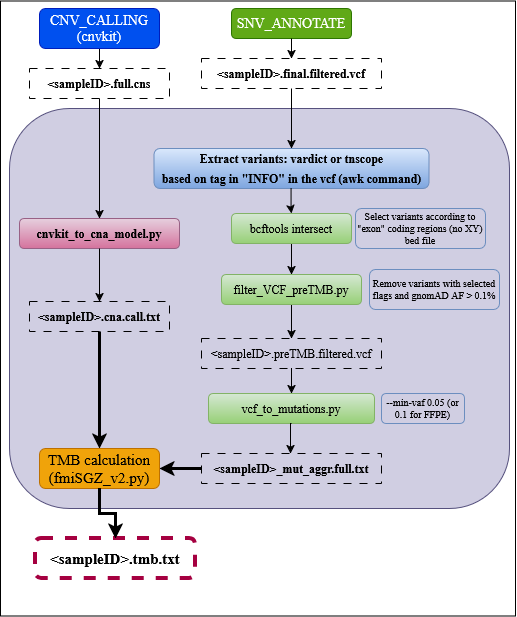 CNV_CALLING
(cnvkit)
SNV_ANNOTATE
<sampleID>.full.cns
<sampleID>.final.filtered.vcf
Extract variants: vardict or tnscope
based on tag in "INFO" in the vcf (awk command)
cnvkit_to_cna_model.py
bcftools intersect
Select variants according to
"exon" coding regions (no XY)
bed file
filter_VCF_preTMB.py
Remove variants with selected
flags and gnomAD AF > 0.1%
<sampleID>.cna.call.txt
<sampleID>.preTMB.filtered.vcf
vcf_to_mutations.py
--min-vaf 0.05 (or
0.1 for FFPE)
TMB calculation
(fmiSGZ_v2.py)
<sampleID>_mut_aggr.full.txt
<sampleID>.tmb.txt